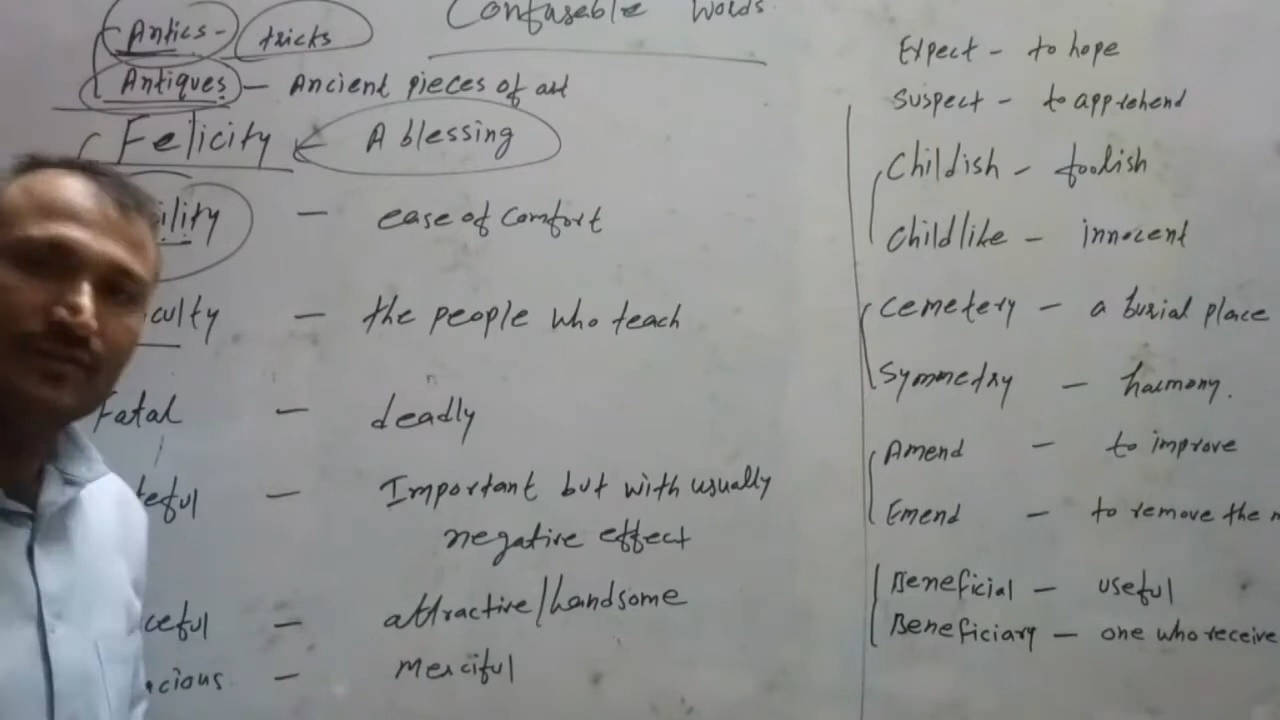 Confusable Words
Antics - tricks
Antiques - Ancient pieces of art
Felicity A blessing
ility - ease of comfort
culty - the people who teach
Fatal - deadly
teful - Important but with usually
negative effect
ceful - attractive/handsome
cious - Merciful
Expect - to hope
Suspect - to apprehend
Childish - foolish
Childlike - innocent
Cemetery - a burial place
Symmetry - harmony.
Amend - to improve
Emend - to remove the
Beneficial - useful
Beneficiary - one who receive